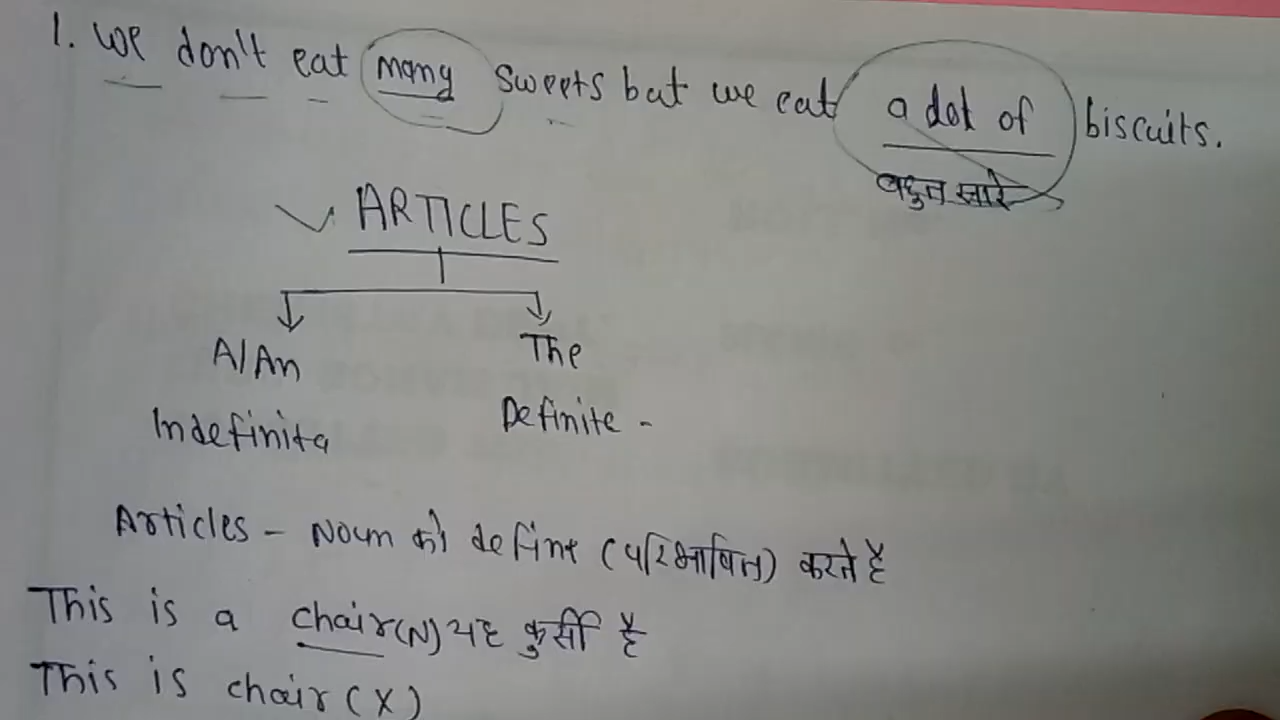 1. We don't eat many sweets but we eat a lot of biscuits.
बहुत सारे
ARTICLES
A/An The
Indefinite Definite -
Articles - Noun को define (परिभाषित) करते है
This is a chair (N) यह कुर्सी है
This is chair (X)